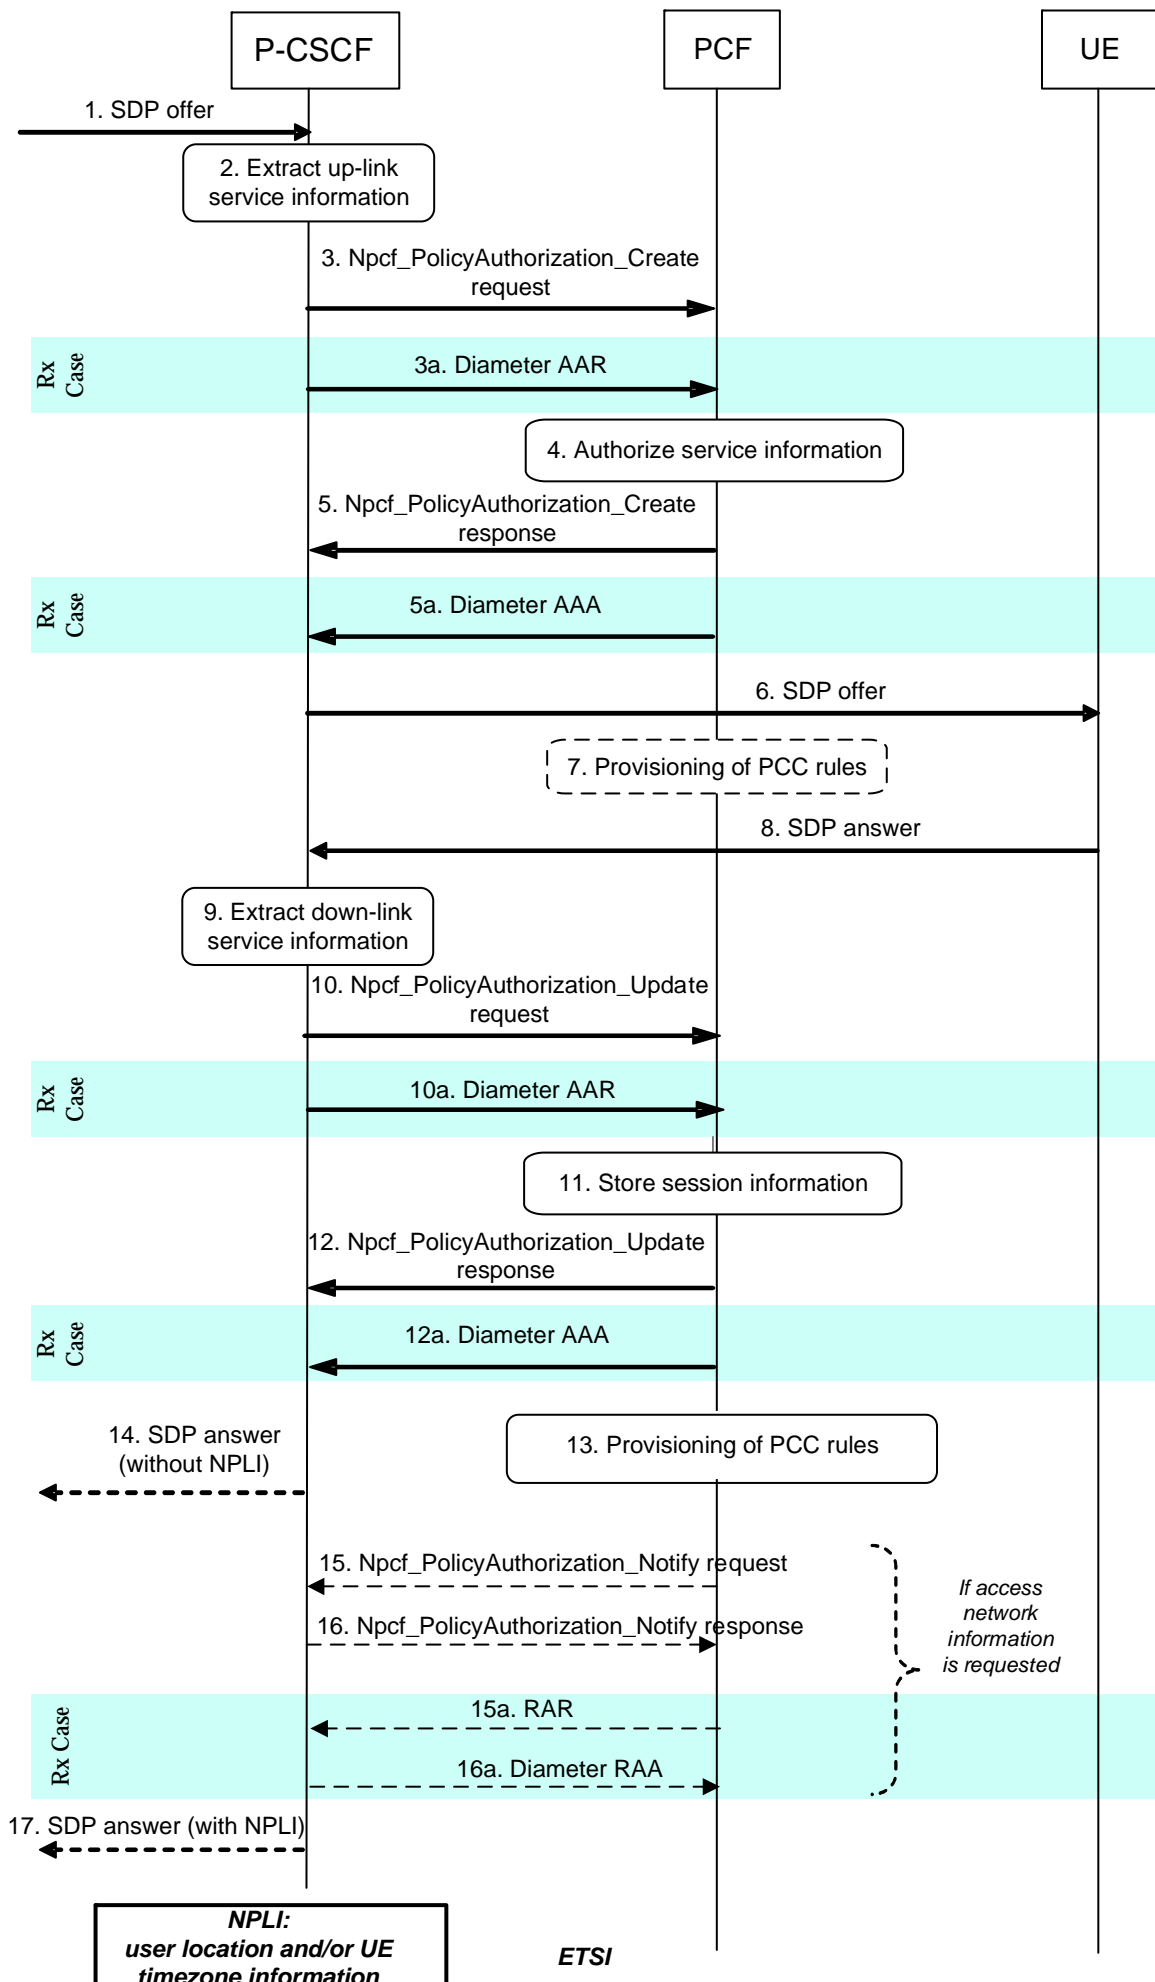 P-CSCF
PCF
UE
1. SDP offer
2. Extract up-link
service information
3. Npcf_PolicyAuthorization_Create
request
Rx
Case
3a. Diameter AAR
4. Authorize service information
5. Npcf_PolicyAuthorization_Create
response
Rx
Case
5a. Diameter AAA
6. SDP offer
7. Provisioning of PCC rules
8. SDP answer
9. Extract down-link
service information
10. Npcf_PolicyAuthorization_Update
request
Rx
Case
10a. Diameter AAR
11. Store session information
12. Npcf_PolicyAuthorization_Update
response
Rx
Case
12a. Diameter AAA
14. SDP answer
(without NPLI)
13. Provisioning of PCC rules
15. Npcf_PolicyAuthorization_Notify request
16. Npcf_PolicyAuthorization_Notify response
If access
network
information
is requested
Rx Case
15a. RAR
16a. Diameter RAA
17. SDP answer (with NPLI)
NPLI:
user location and/or UE
timezone information
ETSI